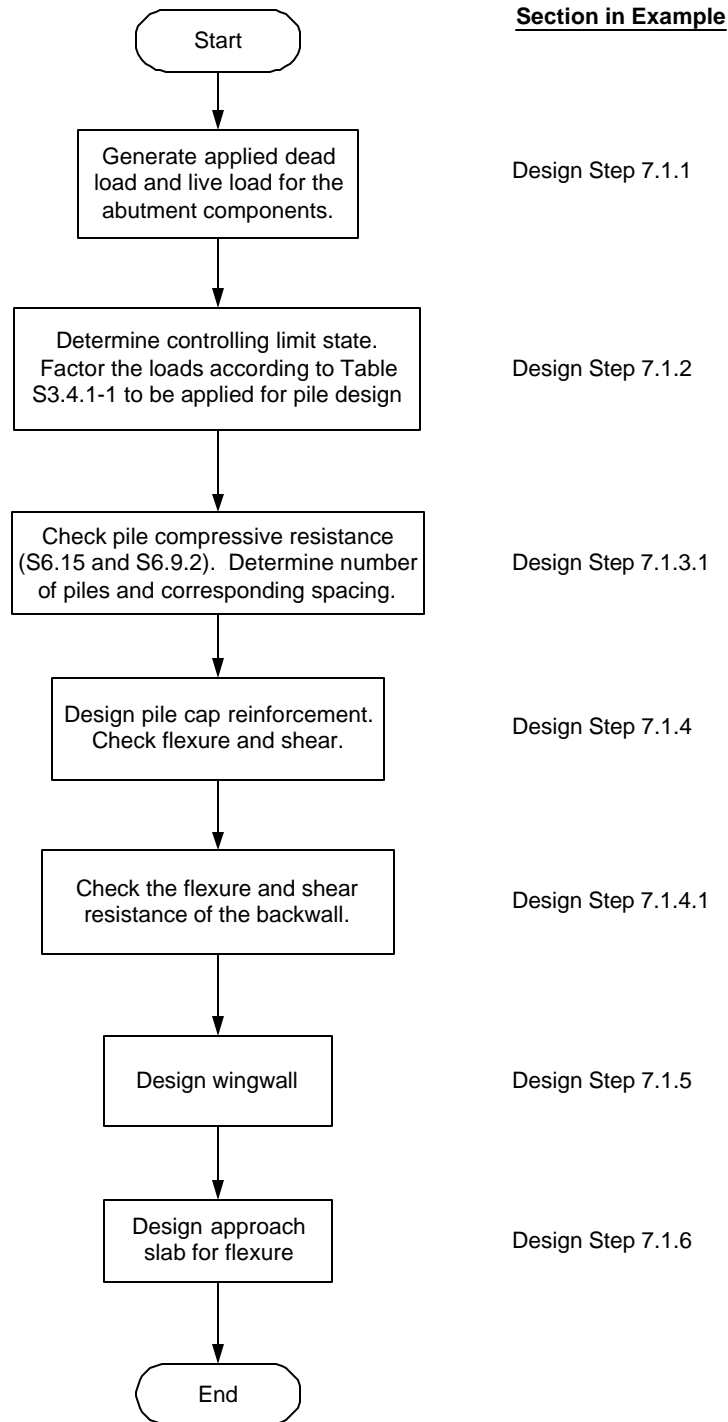 Section in Example
Start
Generate applied dead
load and live load for the
abutment components.
Design Step 7.1.1
Determine controlling limit state.
Factor the loads according to Table
S3.4.1-1 to be applied for pile design
Design Step 7.1.2
Check pile compressive resistance
(S6.15 and S6.9.2).  Determine number
of piles and corresponding spacing.
Design Step 7.1.3.1
Design pile cap reinforcement.
Check flexure and shear.
Design Step 7.1.4
Check the flexure and shear
resistance of the backwall.
Design Step 7.1.4.1
Design wingwall
Design Step 7.1.5
Design approach
slab for flexure
Design Step 7.1.6
End